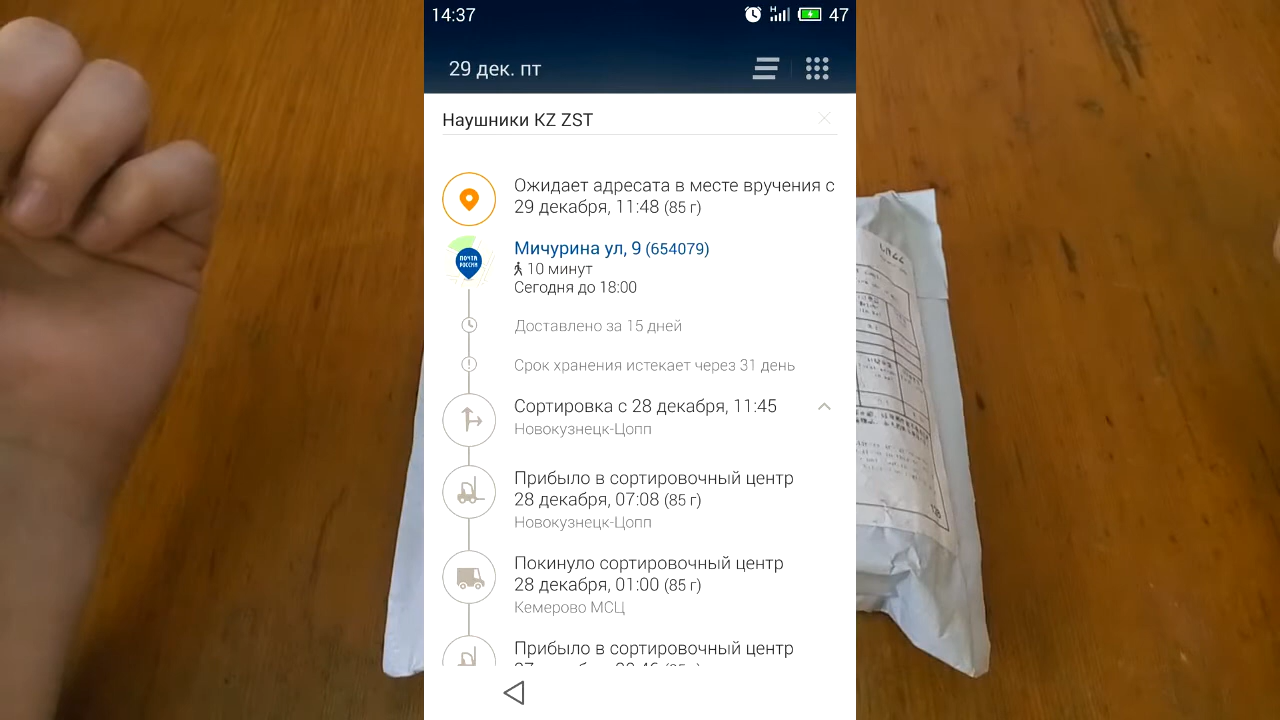 14:37
H
47
29 дек. пт
Наушники KZ ZST
Ожидает адресата в месте вручения с
29 декабря, 11:48 (85 г)
Мичурина ул, 9 (654079)
ПОЧТА
РОССИИ
10 минут
Сегодня до 18:00
Доставлено за 15 дней
Срок хранения истекает через 31 день
Сортировка с 28 декабря, 11:45
Новокузнецк-Цопп
Прибыло в сортировочный центр
28 декабря, 07:08 (85 г)
Новокузнецк-Цопп
Покинуло сортировочный центр
28 декабря, 01:00 (85 г)
Кемерово МСЦ
Прибыло в сортировочный центр